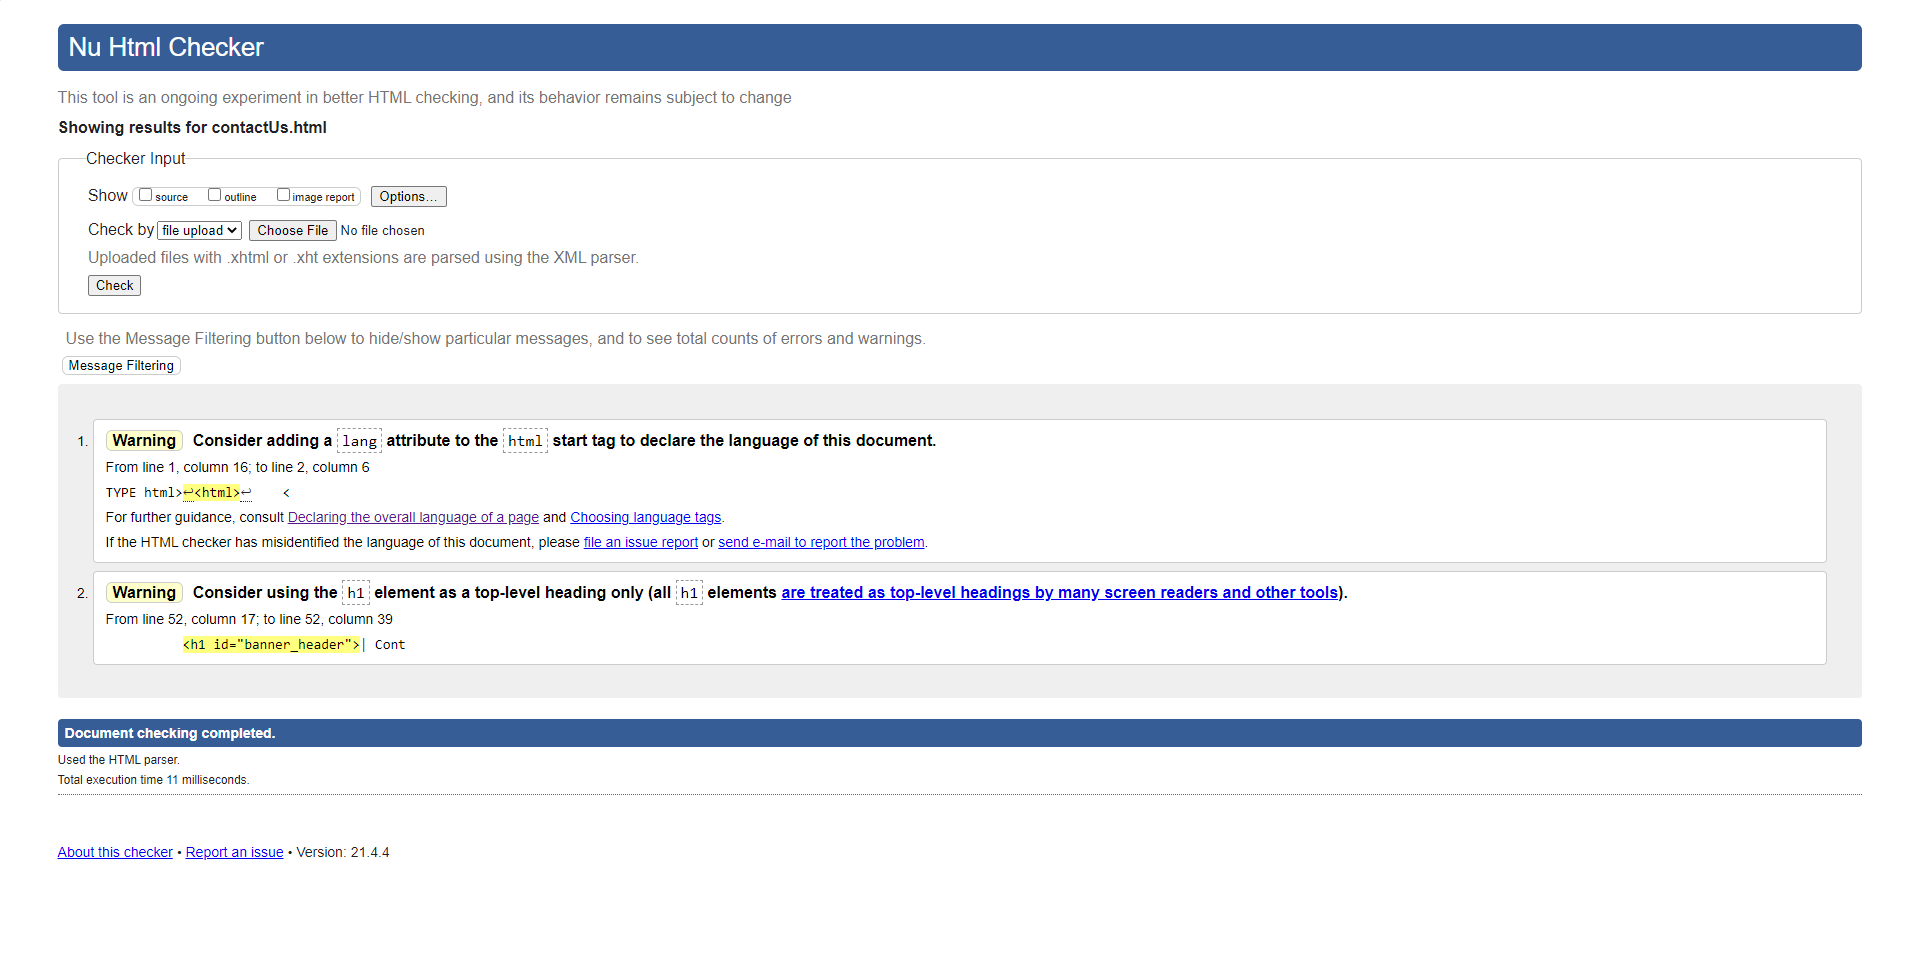 Nu Html Checker
This tool is an ongoing experiment in better HTML checking, and its behavior remains subject to change
Showing results for contactUs.html
Checker Input
Show source outline image report Options...
Check by file upload Choose File No file chosen
Uploaded files with .xhtml or .xht extensions are parsed using the XML parser.
Check
Use the Message Filtering button below to hide/show particular messages, and to see total counts of errors and warnings.
Message Filtering
1. Warning Consider adding a lang attribute to the html start tag to declare the language of this document.
From line 1, column 16; to line 2, column 6
TYPE html>↩<html>↩ <
For further guidance, consult Declaring the overall language of a page and Choosing language tags.
If the HTML checker has misidentified the language of this document, please file an issue report or send e-mail to report the problem.
2. Warning Consider using the h1 element as a top-level heading only (all h1 elements are treated as top-level headings by many screen readers and other tools).
From line 52, column 17; to line 52, column 39
<h1 id="banner_header">| Cont
Document checking completed.
Used the HTML parser.
Total execution time 11 milliseconds.
About this checker • Report an issue • Version: 21.4.4